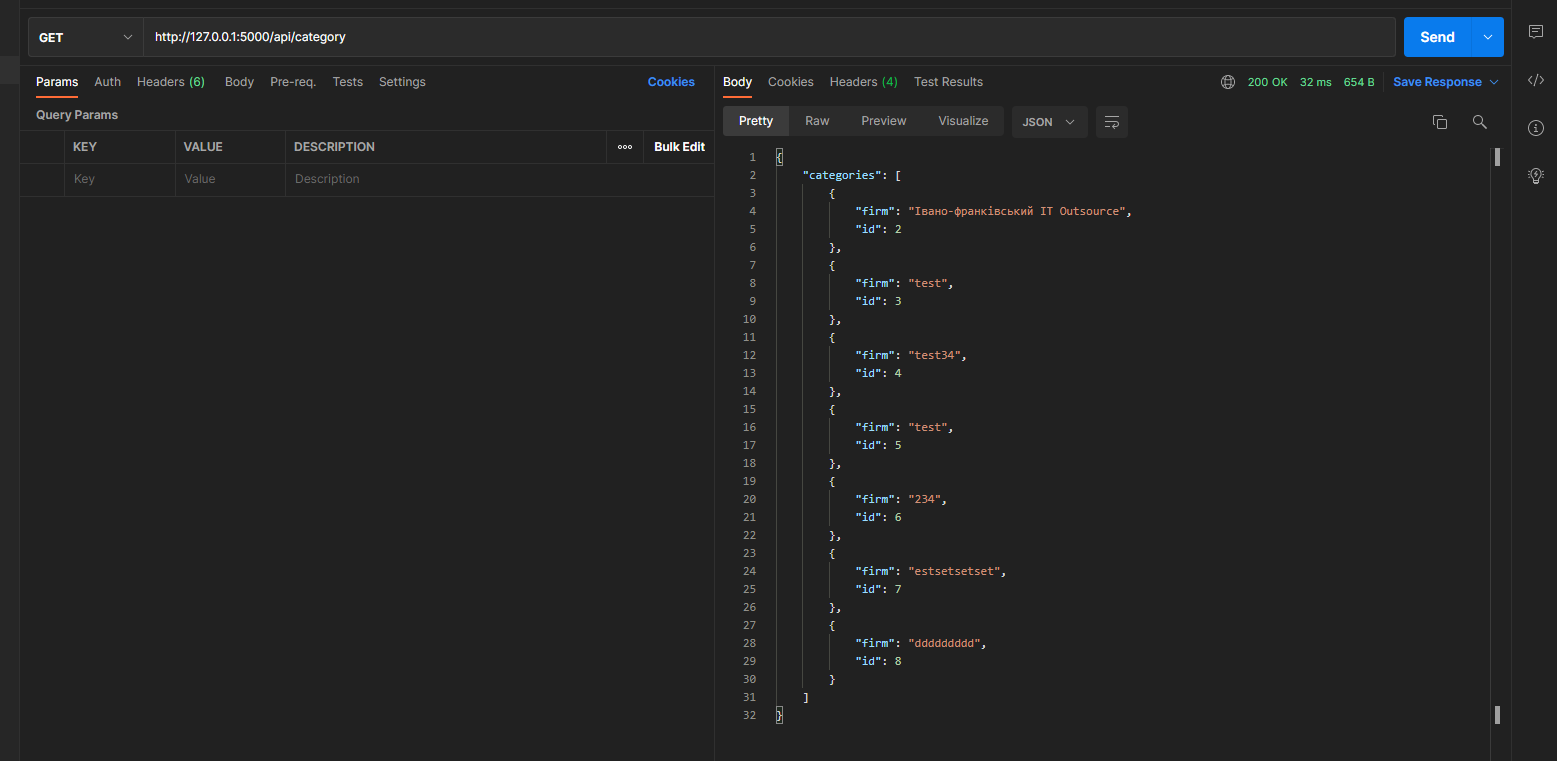 GET http://127.0.0.1:5000/api/category Send
Params Auth Headers (6) Body Pre-req. Tests Settings Cookies
Query Params
KEY VALUE DESCRIPTION ooo Bulk Edit
Key Value Description
Body Cookies Headers (4) Test Results 200 OK 32 ms 654 B Save Response
Pretty Raw Preview Visualize JSON
1 {
2 "categories": [
3 {
4 "firm": "Івано-франківський IT Outsource",
5 "id": 2
6 },
7 {
8 "firm": "test",
9 "id": 3
10 },
11 {
12 "firm": "test34",
13 "id": 4
14 },
15 {
16 "firm": "test",
17 "id": 5
18 },
19 {
20 "firm": "234",
21 "id": 6
22 },
23 {
24 "firm": "estsetsetset",
25 "id": 7
26 },
27 {
28 "firm": "ddddddddd",
29 "id": 8
30 }
31 ]
32 }